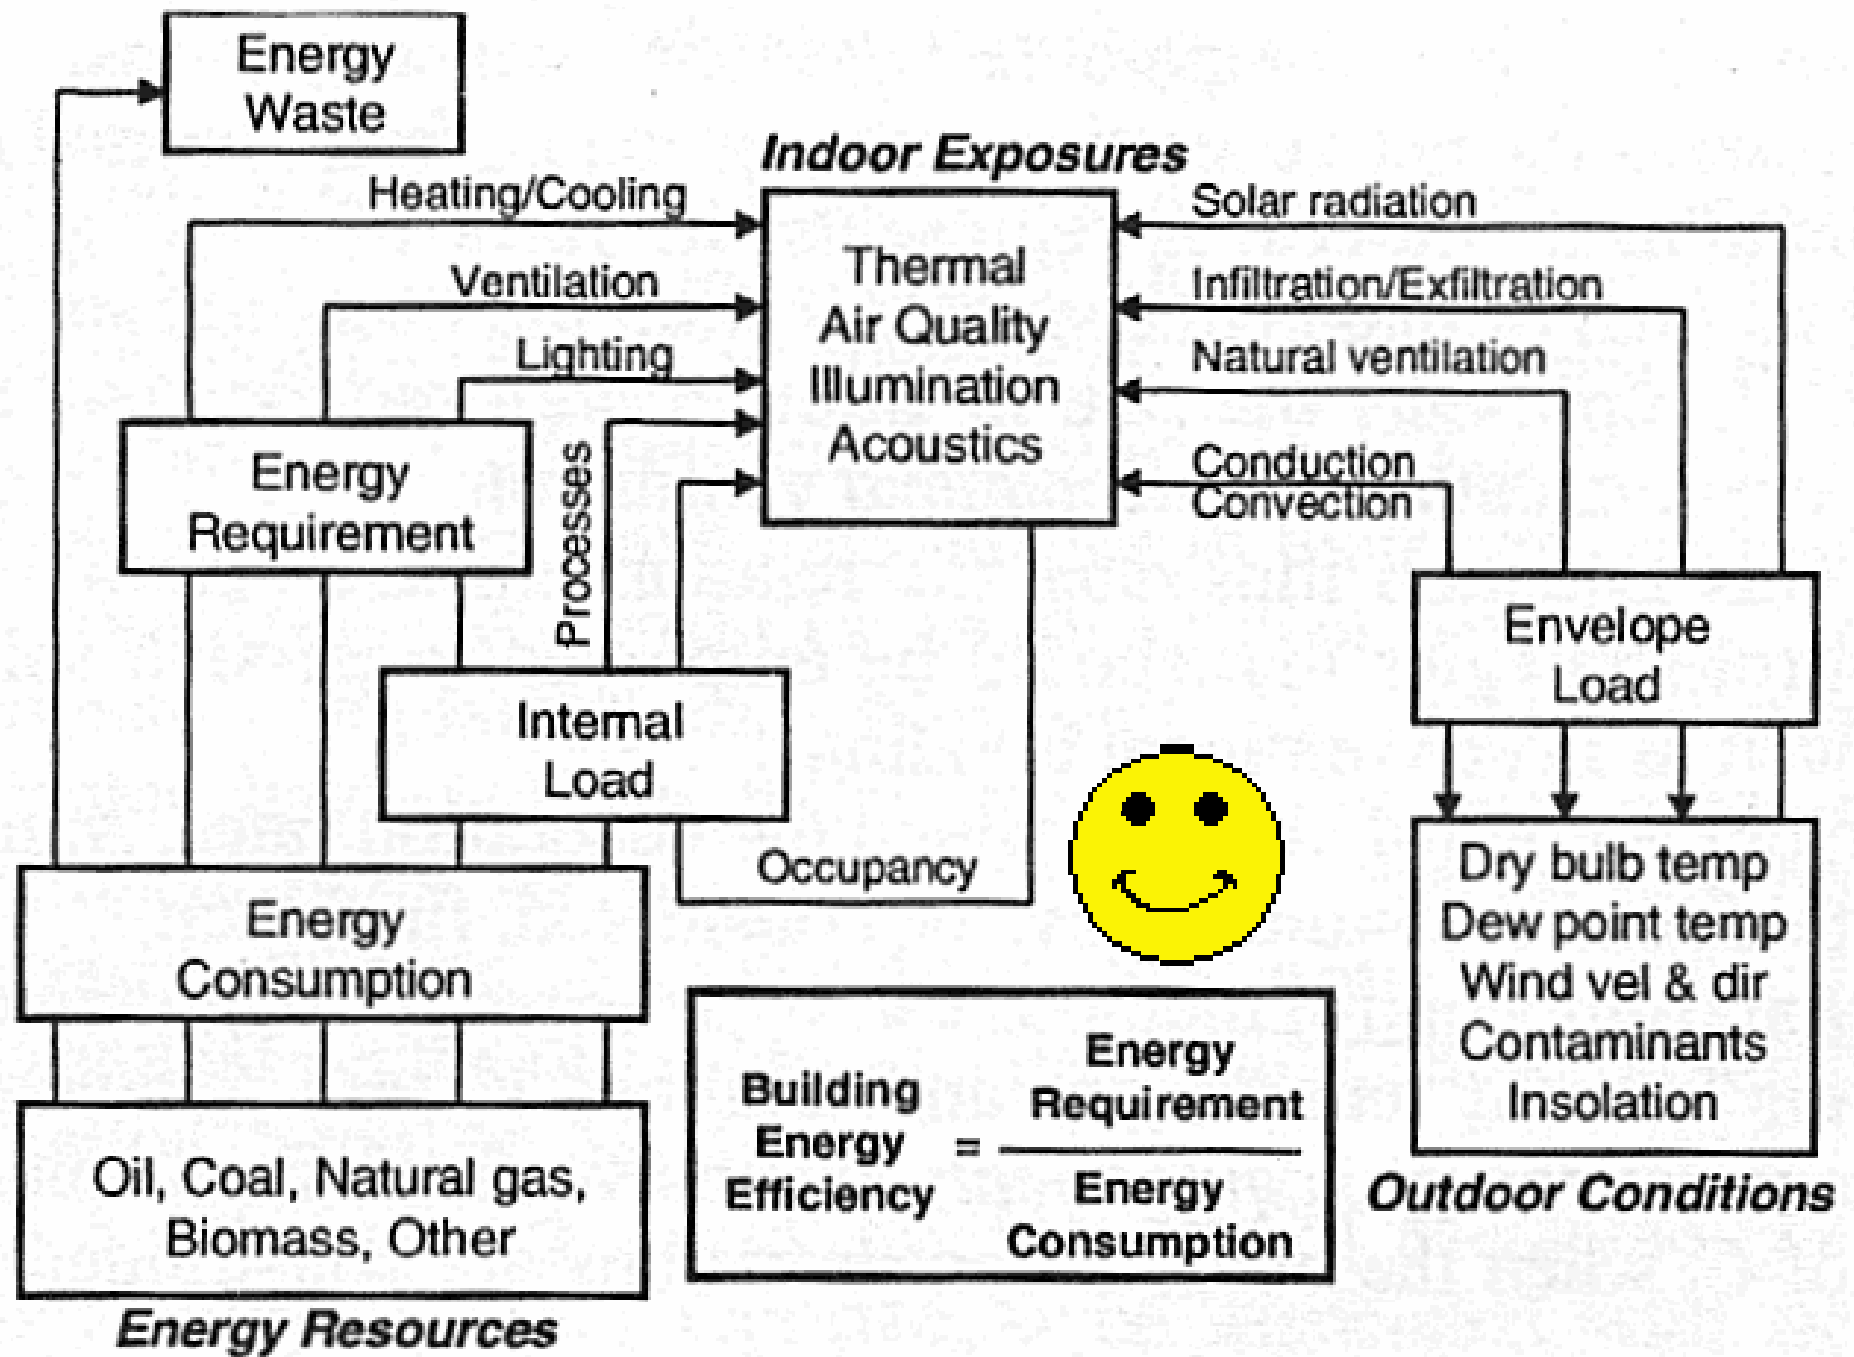 Energy
Waste
Indoor Exposures
Heating/Cooling
Ventilation
Lighting
Processes
Thermal
Air Quality
Illumination
Acoustics
Solar radiation
Infiltration/Exfiltration
Natural ventilation
Conduction
Convection
Energy
Requirement
Internal
Load
Envelope
Load
Occupancy
Energy
Consumption
Dry bulb temp
Dew point temp
Wind vel & dir
Contaminants
Insolation
Outdoor Conditions
Building
Energy
Efficiency
=
Energy
Requirement
Energy
Consumption
Oil, Coal, Natural gas,
Biomass, Other
Energy Resources